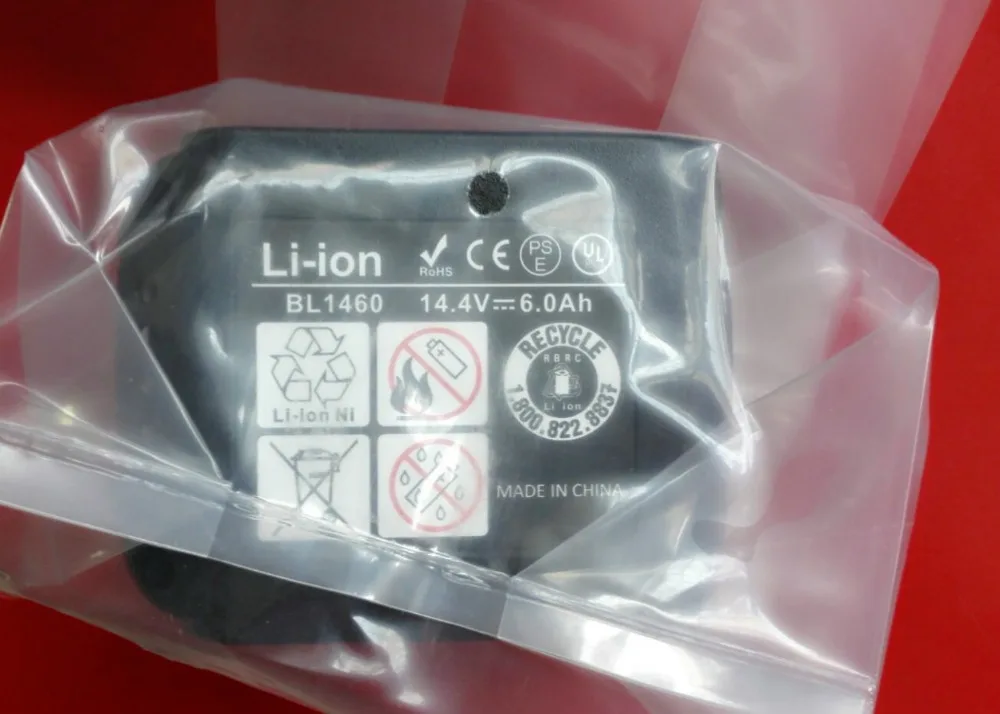 Li-ion
RoHS CE PS E UL
BL1460 14.4V⎓6.0Ah
Li-ion Ni
RECYCLE
RBRC
Li ion
1.800.822.8837
MADE IN CHINA